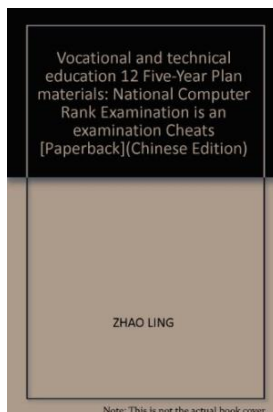 Vocational and technical
education 12 Five-Year Plan
materials: National Computer
Rank Examination is an
examination Cheats
[Paperback](Chinese Edition)
ZHAO LING
Note: This is not the actual book cover